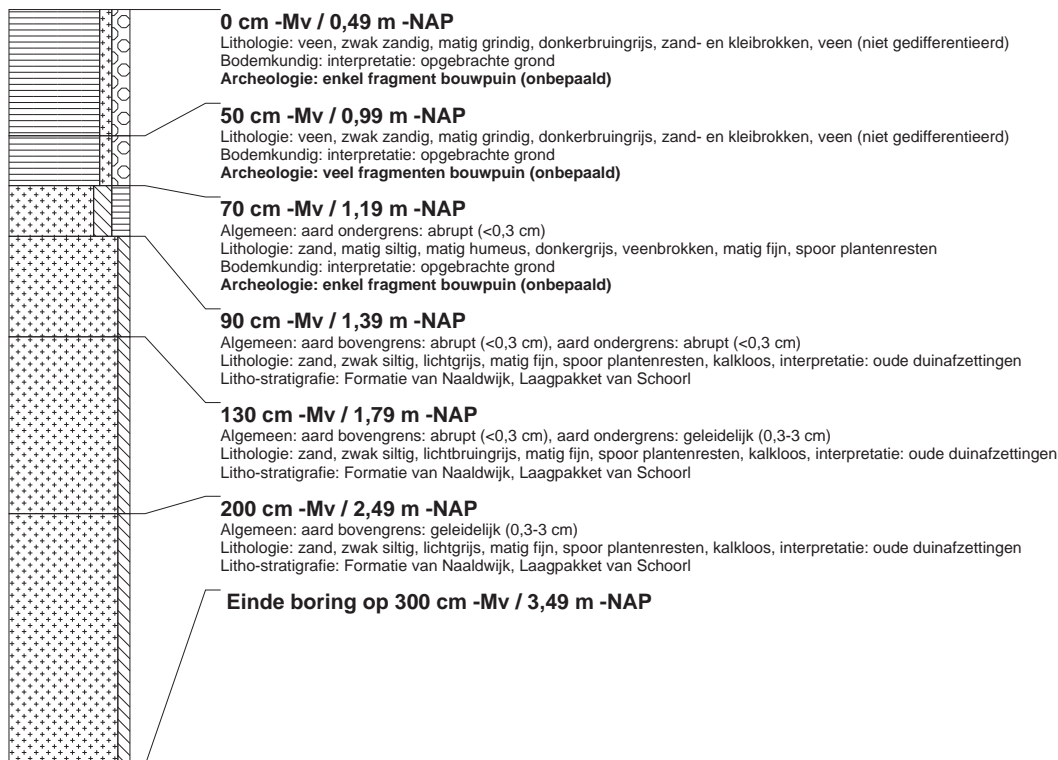 0 cm -Mv / 0,49 m -NAP
Lithologie: veen, zwak zandig, matig grindig, donkerbruingrijs, zand- en kleibrokken, veen (niet gedifferentieerd)
Bodemkundig: interpretatie: opgebrachte grond
Archeologie: enkel fragment bouwpuin (onbepaald)
50 cm -Mv / 0,99 m -NAP
Lithologie: veen, zwak zandig, matig grindig, donkerbruingrijs, zand- en kleibrokken, veen (niet gedifferentieerd)
Bodemkundig: interpretatie: opgebrachte grond
Archeologie: veel fragmenten bouwpuin (onbepaald)
70 cm -Mv / 1,19 m -NAP
Algemeen: aard ondergrens: abrupt (<0,3 cm)
Lithologie: zand, matig siltig, matig humeus, donkergrijs, veenbrokken, matig fijn, spoor plantenresten
Bodemkundig: interpretatie: opgebrachte grond
Archeologie: enkel fragment bouwpuin (onbepaald)
90 cm -Mv / 1,39 m -NAP
Algemeen: aard bovengrens: abrupt (<0,3 cm), aard ondergrens: abrupt (<0,3 cm)
Lithologie: zand, zwak siltig, lichtgrijs, matig fijn, spoor plantenresten, kalkloos, interpretatie: oude duinafzettingen
Litho-stratigrafie: Formatie van Naaldwijk, Laagpakket van Schoorl
130 cm -Mv / 1,79 m -NAP
Algemeen: aard bovengrens: abrupt (<0,3 cm), aard ondergrens: geleidelijk (0,3-3 cm)
Lithologie: zand, zwak siltig, lichtbruingrijs, matig fijn, spoor plantenresten, kalkloos, interpretatie: oude duinafzettingen
Litho-stratigrafie: Formatie van Naaldwijk, Laagpakket van Schoorl
200 cm -Mv / 2,49 m -NAP
Algemeen: aard bovengrens: geleidelijk (0,3-3 cm)
Lithologie: zand, zwak siltig, lichtgrijs, matig fijn, spoor plantenresten, kalkloos, interpretatie: oude duinafzettingen
Litho-stratigrafie: Formatie van Naaldwijk, Laagpakket van Schoorl
Einde boring op 300 cm -Mv / 3,49 m -NAP